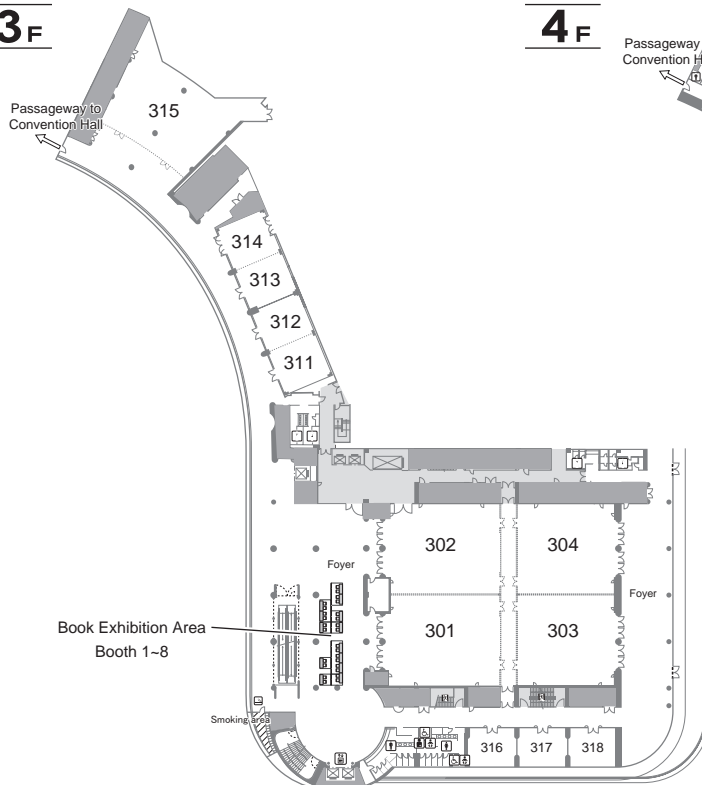 3F
4F
Passageway to
Convention Hall
Passageway
Convention H
315
314
313
312
311
302
304
Foyer
Foyer
301
303
Book Exhibition Area
Booth 1~8
Smoking area
316
317
318